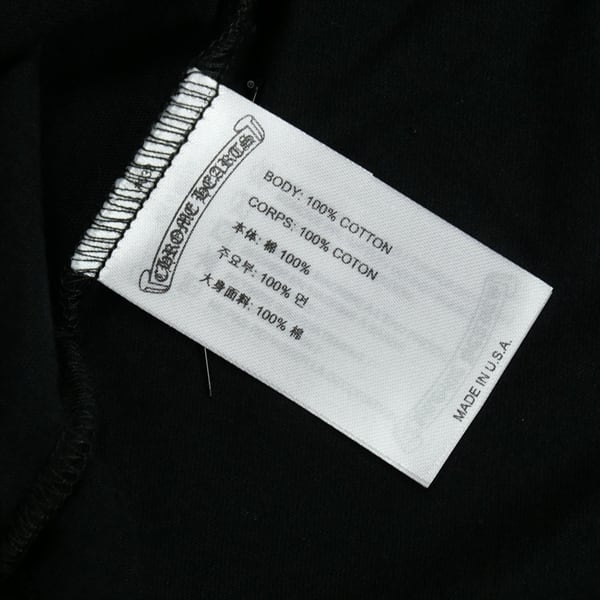 CHROME HEARTS
BODY: 100% COTTON
CORPS: 100% COTON
本体: 棉 100%
주요부: 100% 면
大身面料: 100% 棉
MADE IN U.S.A.